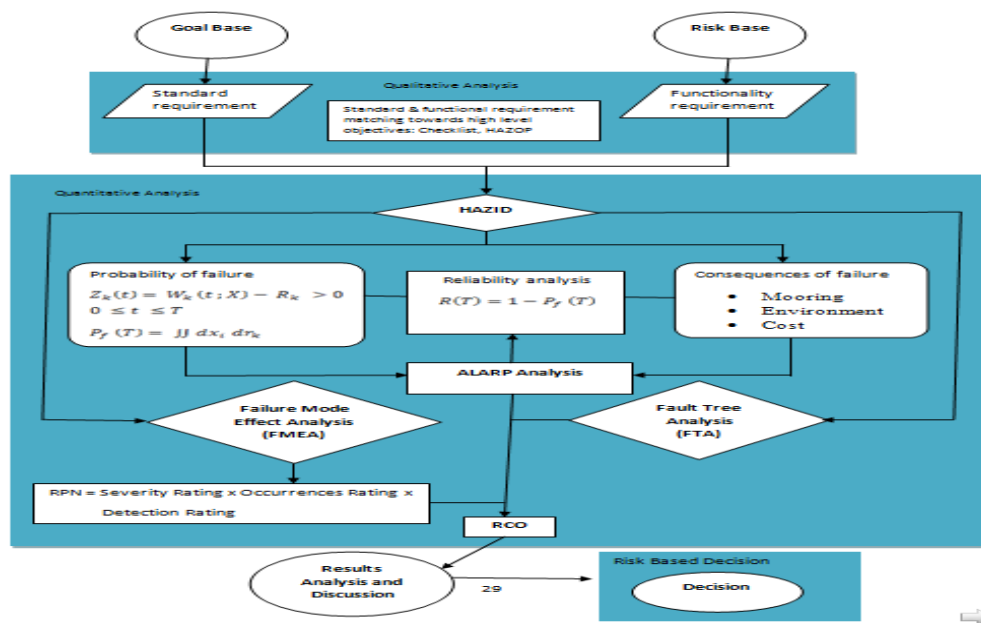 Goal Base
Risk Base
Qualitative Analysis
Standard
requirement
Standard & functional requirement
matching towards high level
objectives: Checklist, HAZOP
Functionality
requirement
Quantitative Analysis
HAZID
Probability of failure
Z_k(t) = W_k(t; X) − R_k > 0
0 ≤ t ≤ T
P_f (T) = ∬ dx_i dr_k
Reliability analysis
R(T) = 1 − P_f (T)
Consequences of failure
• Mooring
• Environment
• Cost
ALARP Analysis
Failure Mode
Effect Analysis
(FMEA)
Fault Tree
Analysis
(FTA)
RPN = Severity Rating x Occurrences Rating x
Detection Rating
RCO
Results
Analysis and
Discussion
29
Risk Based Decision
Decision